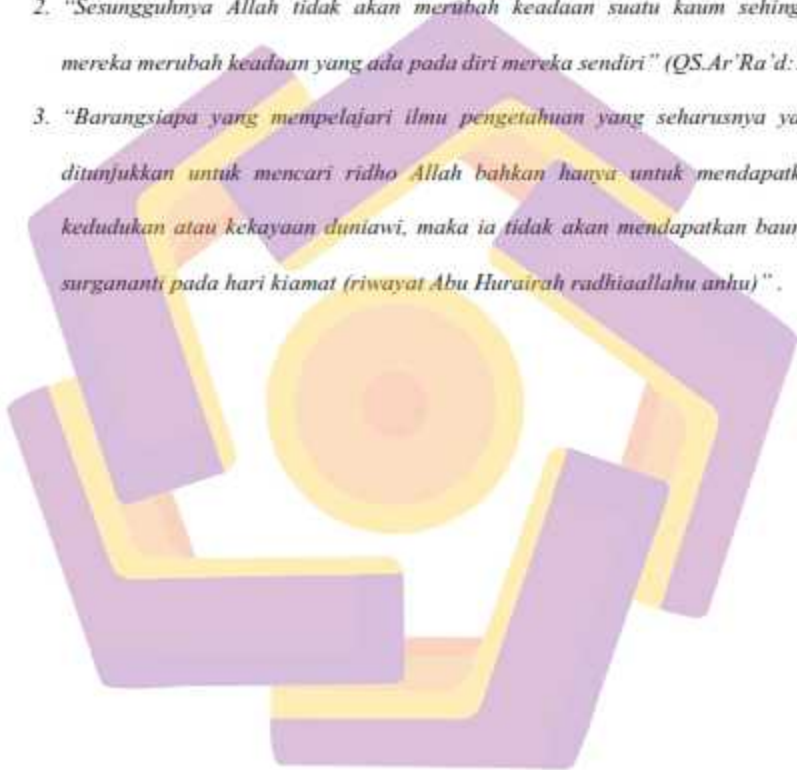 2. “Sesungguhnya Allah tidak akan merubah keadaan suatu kaum sehing
mereka merubah keadaan yang ada pada diri mereka sendiri” (QS.Ar’Ra’d:
3. “Barangsiapa yang mempelajari ilmu pengetahuan yang seharusnya ya
ditunjukkan untuk mencari ridho Allah bahkan hanya untuk mendapatk
kedudukan atau kekayaan duniawi, maka ia tidak akan mendapatkan baun
surgananti pada hari kiamat (riwayat Abu Hurairah radhiaallahu anhu)” .